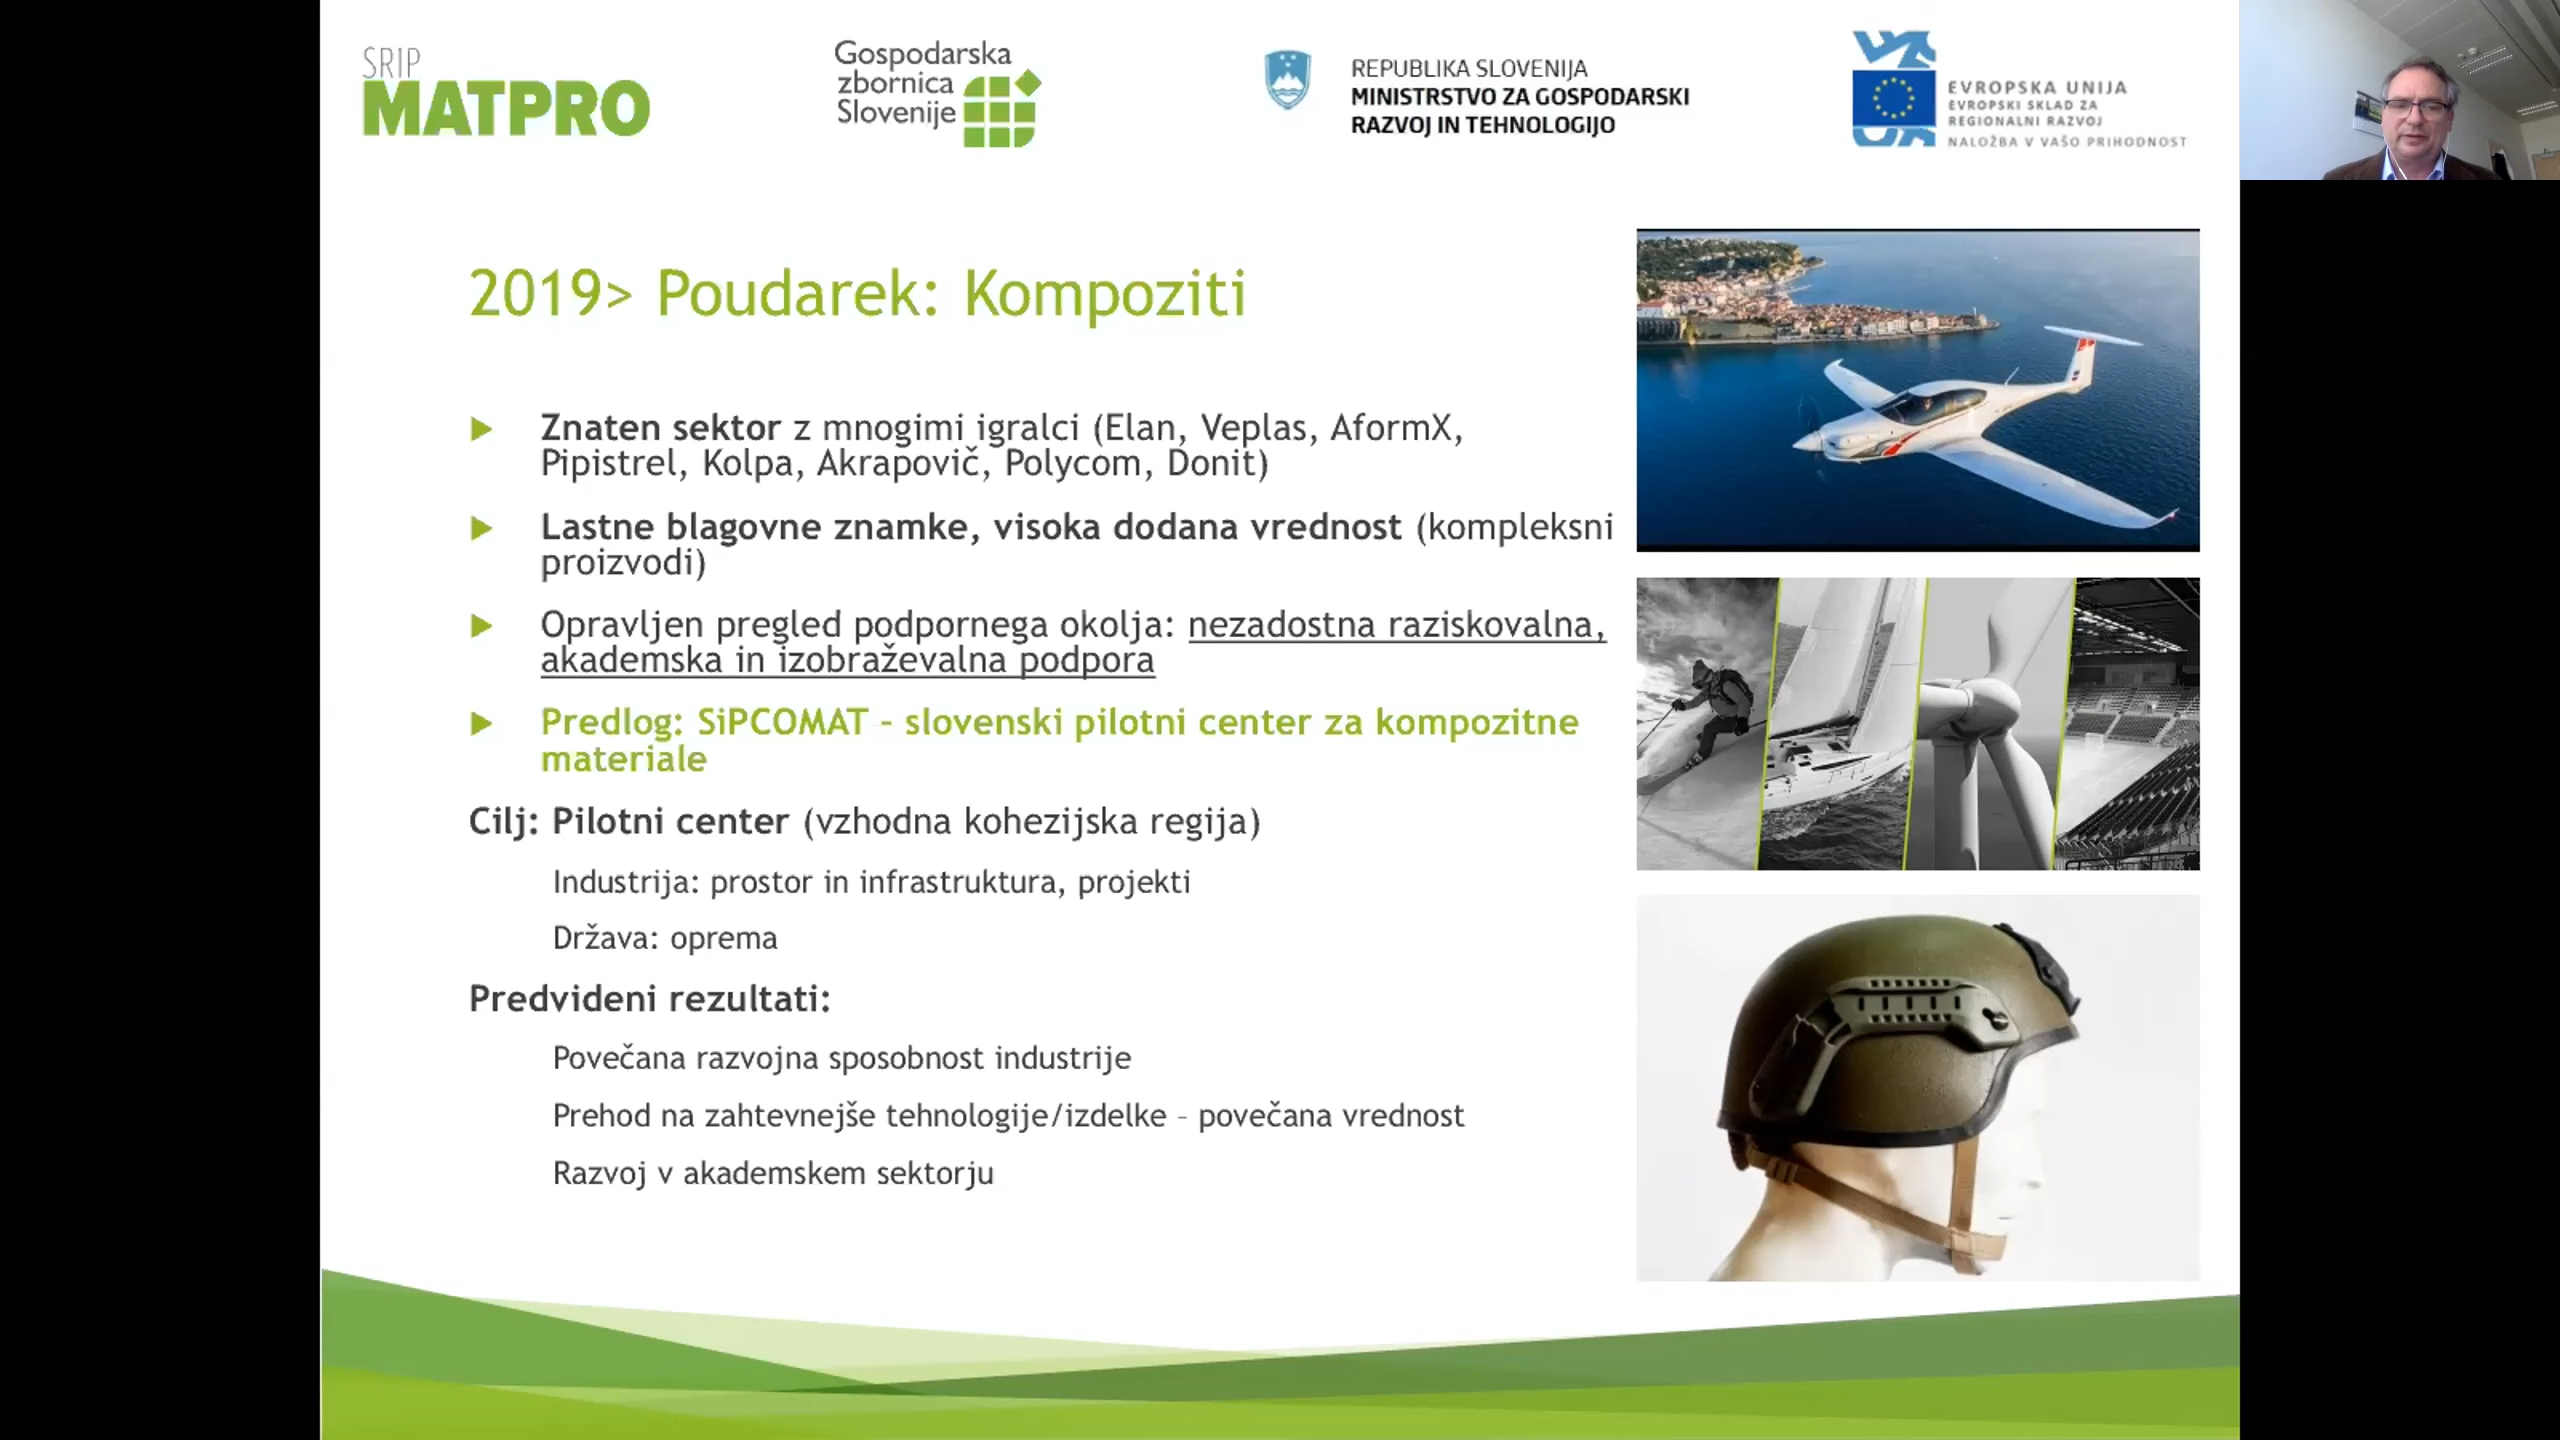 SRIP
MATPRO
Gospodarska
zbornica
Slovenije
REPUBLIKA SLOVENIJA
MINISTRSTVO ZA GOSPODARSKI
RAZVOJ IN TEHNOLOGIJO
EVROPSKA UNIJA
EVROPSKI SKLAD ZA
REGIONALNI RAZVOJ
NALOŽBA V VAŠO PRIHODNOST
2019> Poudarek: Kompoziti
Znaten sektor z mnogimi igralci (Elan, Veplas, AformX,
Pipistrel, Kolpa, Akrapovič, Polycom, Donit)
Lastne blagovne znamke, visoka dodana vrednost (kompleksni
proizvodi)
Opravljen pregled podpornega okolja: nezadostna raziskovalna,
akademska in izobraževalna podpora
Predlog: SiPCOMAT – slovenski pilotni center za kompozitne
materiale
Cilj: Pilotni center (vzhodna kohezijska regija)
Industrija: prostor in infrastruktura, projekti
Država: oprema
Predvideni rezultati:
Povečana razvojna sposobnost industrije
Prehod na zahtevnejše tehnologije/izdelke – povečana vrednost
Razvoj v akademskem sektorju